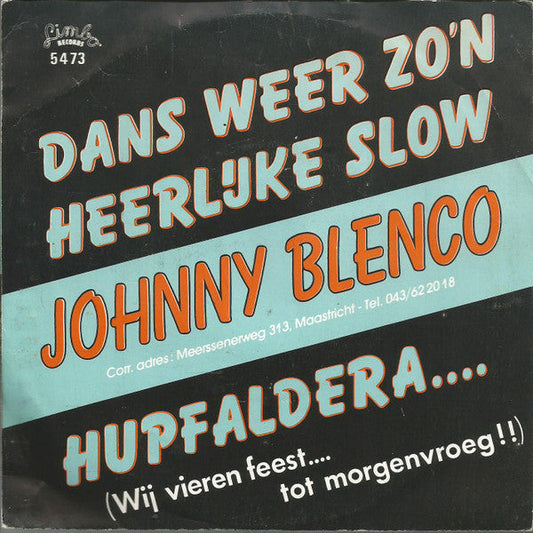 Limbo
RECORDS
5473
DANS WEER ZO'N
HEERLIJKE SLOW
JOHNNY BLENCO
Corr. adres: Meerssenerweg 313, Maastricht - Tel. 043/62 20 18
HUPFALDERA....
(Wij vieren feest....
tot morgenvroeg!!)